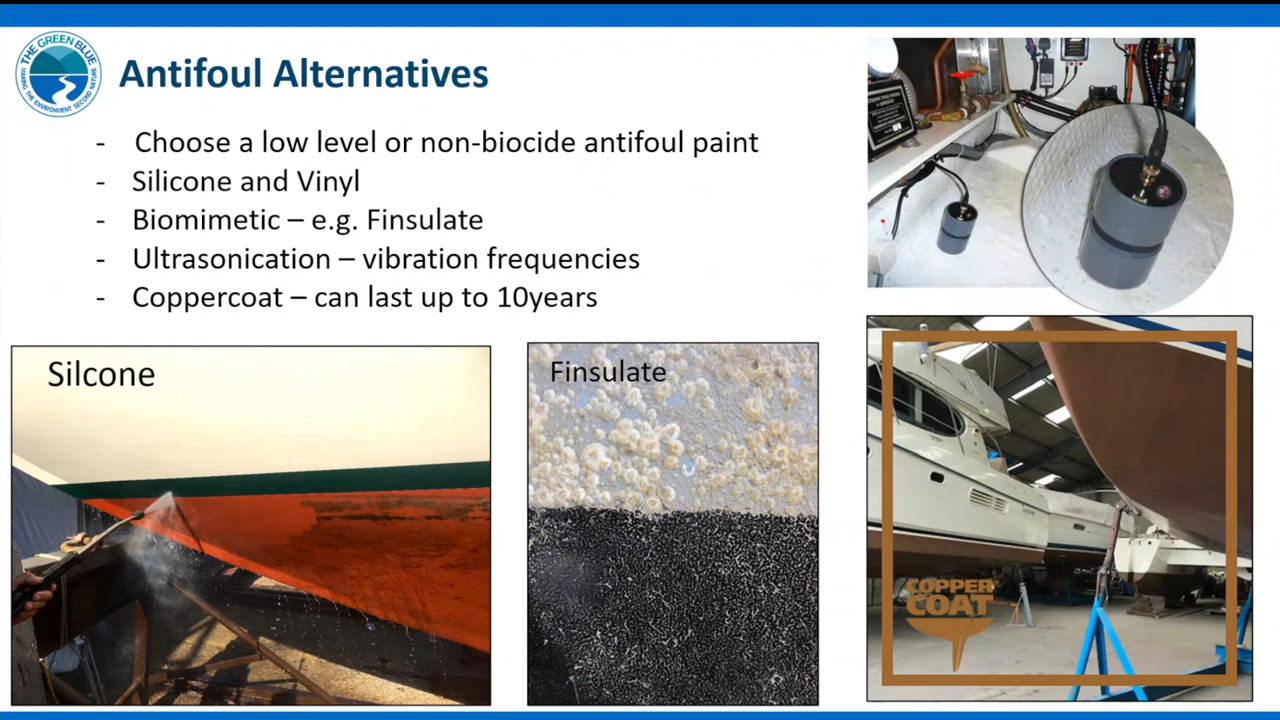 THE GREEN BLUE
MAKING THE ENVIRONMENT SECOND NATURE
Antifoul Alternatives
- Choose a low level or non-biocide antifoul paint
- Silicone and Vinyl
- Biomimetic – e.g. Finsulate
- Ultrasonication – vibration frequencies
- Coppercoat – can last up to 10years
Silcone
Finsulate
COPPER
COAT